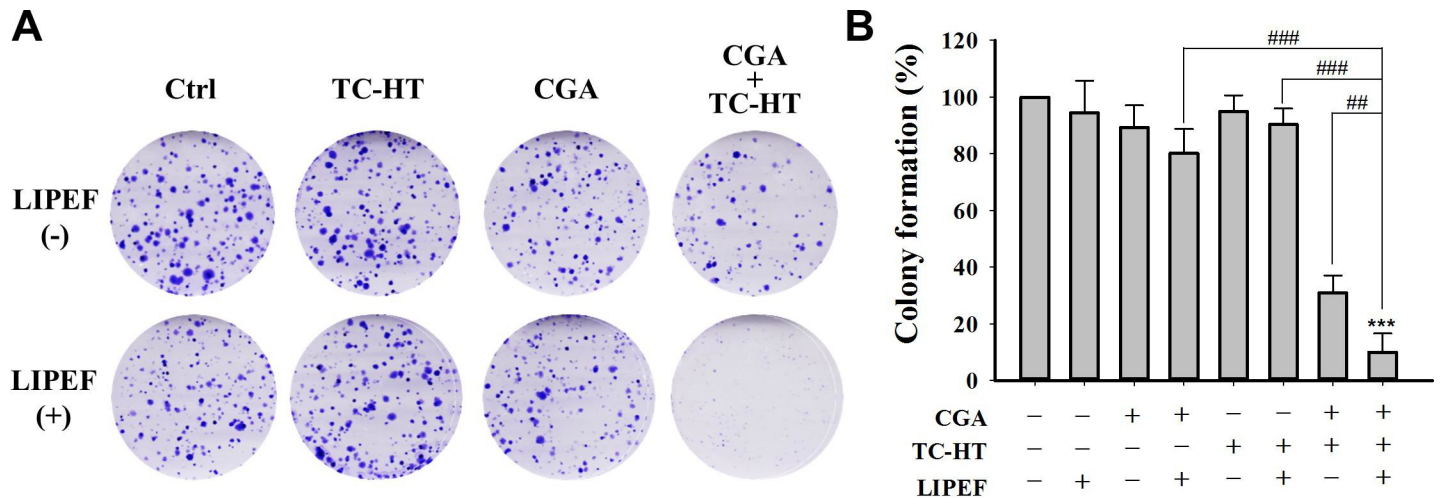 A
Ctrl
TC-HT
CGA
CGA
+
TC-HT
LIPEF
(-)
LIPEF
(+)
B
Colony formation (%)
120
100
80
60
40
20
0
###
###
##
***
CGA − − + + − − + +
TC-HT − − − − + + + +
LIPEF − + − + − + − +